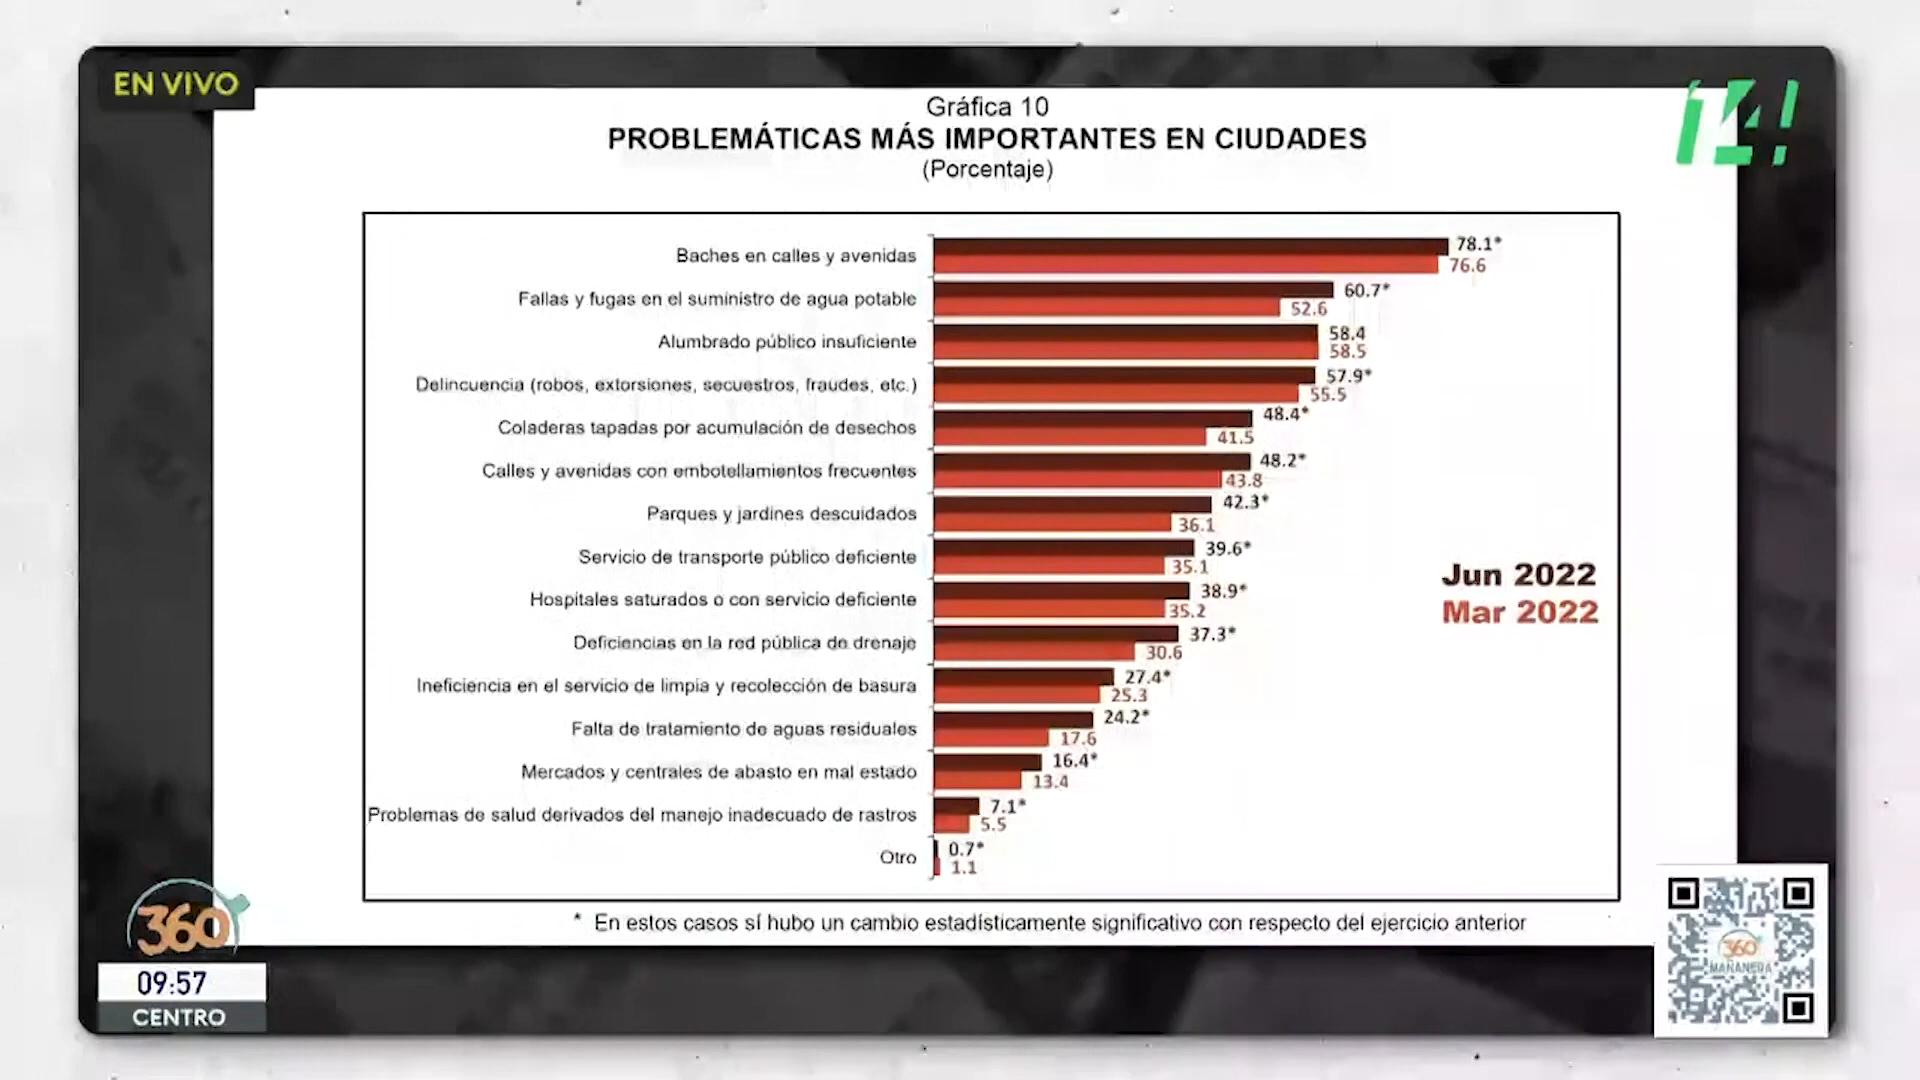 EN VIVO
14!
Gráfica 10
PROBLEMÁTICAS MÁS IMPORTANTES EN CIUDADES
(Porcentaje)
Baches en calles y avenidas 78.1* 76.6
Fallas y fugas en el suministro de agua potable 60.7* 52.6
Alumbrado público insuficiente 58.4 58.5
Delincuencia (robos, extorsiones, secuestros, fraudes, etc.) 57.9* 55.5
Coladeras tapadas por acumulación de desechos 48.4* 41.5
Calles y avenidas con embotellamientos frecuentes 48.2* 43.8
Parques y jardines descuidados 42.3* 36.1
Servicio de transporte público deficiente 39.6* 35.1
Hospitales saturados o con servicio deficiente 38.9* 35.2
Deficiencias en la red pública de drenaje 37.3* 30.6
Ineficiencia en el servicio de limpia y recolección de basura 27.4* 25.3
Falta de tratamiento de aguas residuales 24.2* 17.6
Mercados y centrales de abasto en mal estado 16.4* 13.4
Problemas de salud derivados del manejo inadecuado de rastros 7.1* 5.5
Otro 0.7* 1.1
Jun 2022
Mar 2022
* En estos casos sí hubo un cambio estadísticamente significativo con respecto del ejercicio anterior
360
09:57
CENTRO
360
MAÑANERA